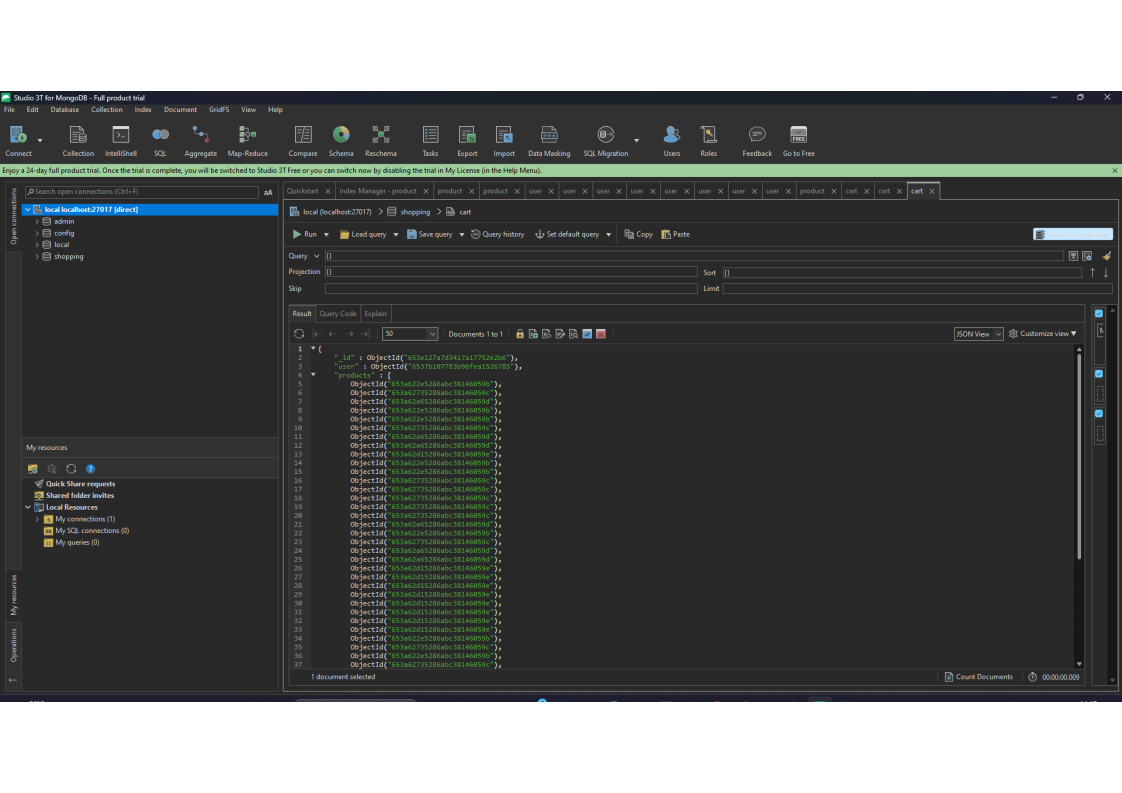 Studio 3T for MongoDB - Full product trial
File Edit Database Collection Index Document GridFS View Help
Connect Collection IntelliShell SQL Aggregate Map-Reduce Compare Schema Reschema Tasks Export Import Data Masking SQL Migration Users Roles Feedback Go to Free
Enjoy a 24-day full product trial. Once the trial is complete, you will be switched to Studio 3T Free or you can switch now by disabling the trial in My License (in the Help Menu).
Open connections
Search open connections (Ctrl+F) aA
local localhost:27017 [direct]
admin
config
local
shopping
My resources
Quick Share requests
Shared folder invites
Local Resources
My connections (1)
My SQL connections (0)
My queries (0)
My resources
Operations
Quickstart Index Manager - product product product user user user user user user user user product cart cart cart
local (localhost:27017) > shopping > cart
Run Load query Save query Query history Set default query Copy Paste
Query {}
Projection {} Sort {}
Skip Limit
Result Query Code Explain
50 Documents 1 to 1 JSON View Customize view
1 {
2 "_id" : ObjectId("653e127a7d3417a17752e2b6"),
3 "user" : ObjectId("6537b107783b96fea1526785"),
4 "products" : [
5 ObjectId("653a622e5286abc38146059b"),
6 ObjectId("653a62735286abc38146059c"),
7 ObjectId("653a62a65286abc38146059d"),
8 ObjectId("653a622e5286abc38146059b"),
9 ObjectId("653a622e5286abc38146059b"),
10 ObjectId("653a62735286abc38146059c"),
11 ObjectId("653a62a65286abc38146059d"),
12 ObjectId("653a62a65286abc38146059d"),
13 ObjectId("653a62d15286abc38146059e"),
14 ObjectId("653a622e5286abc38146059b"),
15 ObjectId("653a622e5286abc38146059b"),
16 ObjectId("653a62735286abc38146059c"),
17 ObjectId("653a62735286abc38146059c"),
18 ObjectId("653a62735286abc38146059c"),
19 ObjectId("653a62735286abc38146059c"),
20 ObjectId("653a62735286abc38146059c"),
21 ObjectId("653a62a65286abc38146059d"),
22 ObjectId("653a622e5286abc38146059b"),
23 ObjectId("653a62735286abc38146059c"),
24 ObjectId("653a62a65286abc38146059d"),
25 ObjectId("653a62a65286abc38146059d"),
26 ObjectId("653a62d15286abc38146059e"),
27 ObjectId("653a62d15286abc38146059e"),
28 ObjectId("653a62d15286abc38146059e"),
29 ObjectId("653a62d15286abc38146059e"),
30 ObjectId("653a62d15286abc38146059e"),
31 ObjectId("653a62d15286abc38146059e"),
32 ObjectId("653a62d15286abc38146059e"),
33 ObjectId("653a62d15286abc38146059e"),
34 ObjectId("653a622e5286abc38146059b"),
35 ObjectId("653a62735286abc38146059c"),
36 ObjectId("653a622e5286abc38146059b"),
37 ObjectId("653a62735286abc38146059c"),
1 document selected Count Documents 00:00:00.009